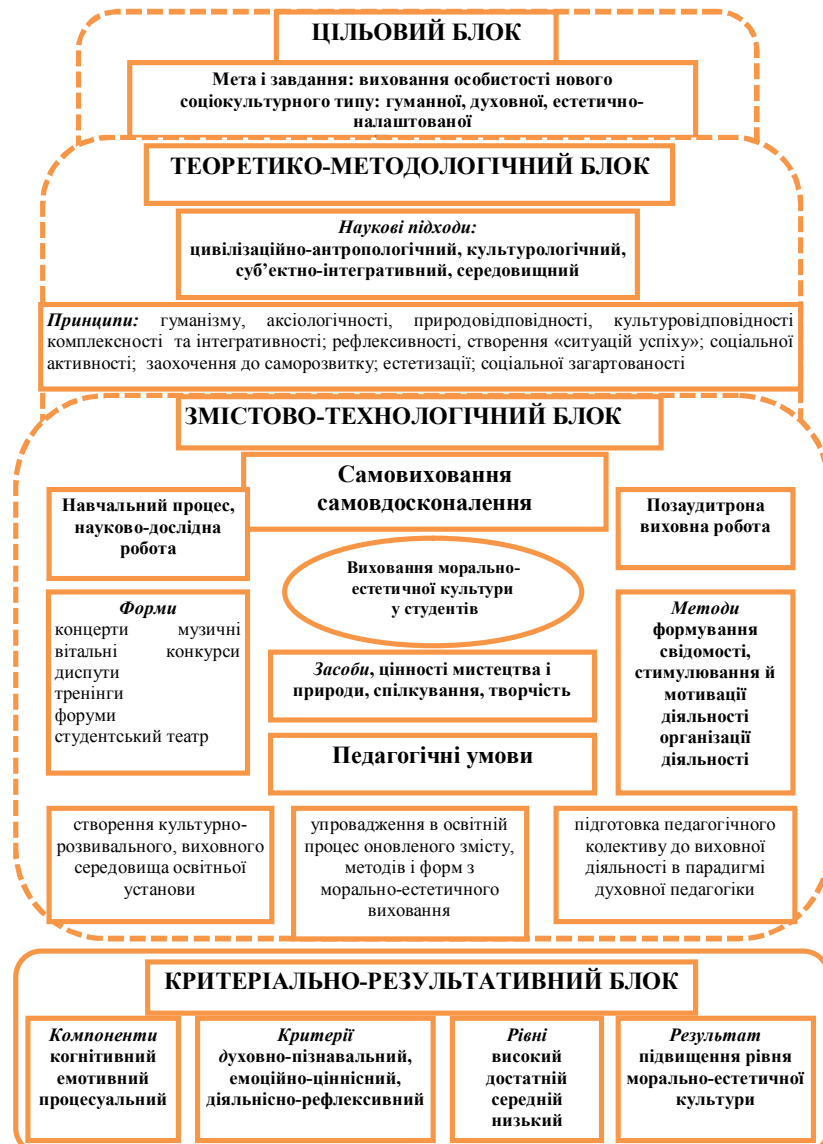 ЦІЛЬОВИЙ БЛОК
Мета і завдання: виховання особистості нового
соціокультурного типу: гуманної, духовної, естетично-
налаштованої
ТЕОРЕТИКО-МЕТОДОЛОГІЧНИЙ БЛОК
Наукові підходи:
цивілізаційно-антропологічний, культурологічний,
суб’єктно-інтегративний, середовищний
Принципи: гуманізму, аксіологічності, природовідповідності, культуровідповідності
комплексності та інтегративності; рефлексивності, створення «ситуацій успіху»; соціальної
активності; заохочення до саморозвитку; естетизації; соціальної загартованості
ЗМІСТОВО-ТЕХНОЛОГІЧНИЙ БЛОК
Самовиховання
самовдосконалення
Навчальний процес,
науково-дослідна
робота
Позаудитрона
виховна робота
Виховання морально-
естетичної культури
у студентів
Форми
концерти музичні
вітальні конкурси
диспути
тренінги
форуми
студентський театр
Засоби, цінності мистецтва і
природи, спілкування, творчість
Методи
формування
свідомості,
стимулювання й
мотивації
діяльності
організації
діяльності
Педагогічні умови
створення культурно-
розвивального, виховного
середовища освітньої
установи
упровадження в освітній
процес оновленого змісту,
методів і форм з
морально-естетичного
виховання
підготовка педагогічного
колективу до виховної
діяльності в парадигмі
духовної педагогіки
КРИТЕРІАЛЬНО-РЕЗУЛЬТАТИВНИЙ БЛОК
Компоненти
когнітивний
емотивний
процесуальний
Критерії
духовно-пізнавальний,
емоційно-ціннісний,
діяльнісно-рефлексивний
Рівні
високий
достатній
середній
низький
Результат
підвищення рівня
морально-естетичної
культури